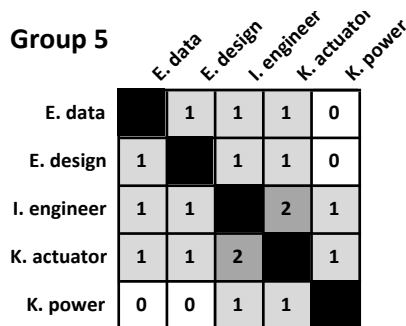 Group 5
E. data
E. design
I. engineer
K. actuator
K. power
E. data 1 1 1 0
E. design 1 1 1 0
I. engineer 1 1 2 1
K. actuator 1 1 2 1
K. power 0 0 1 1